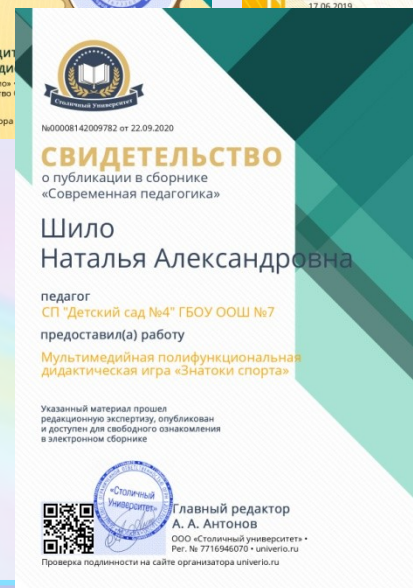 17.06.2019
Столичный Университет
№00008142009782 от 22.09.2020
СВИДЕТЕЛЬСТВО
о публикации в сборнике
«Современная педагогика»
Шило
Наталья Александровна
педагог
СП "Детский сад №4" ГБОУ ООШ №7
предоставил(а) работу
Мультимедийная полифункциональная
дидактическая игра «Знатоки спорта»
Указанный материал прошел
редакционную экспертизу, опубликован
и доступен для свободного ознакомления
в электронном сборнике
«Столичный
Университет»
Главный редактор
А. А. Антонов
ООО «Столичный университет» •
Рег. № 7716946070 • univerio.ru
Проверка подлинности на сайте организатора univerio.ru